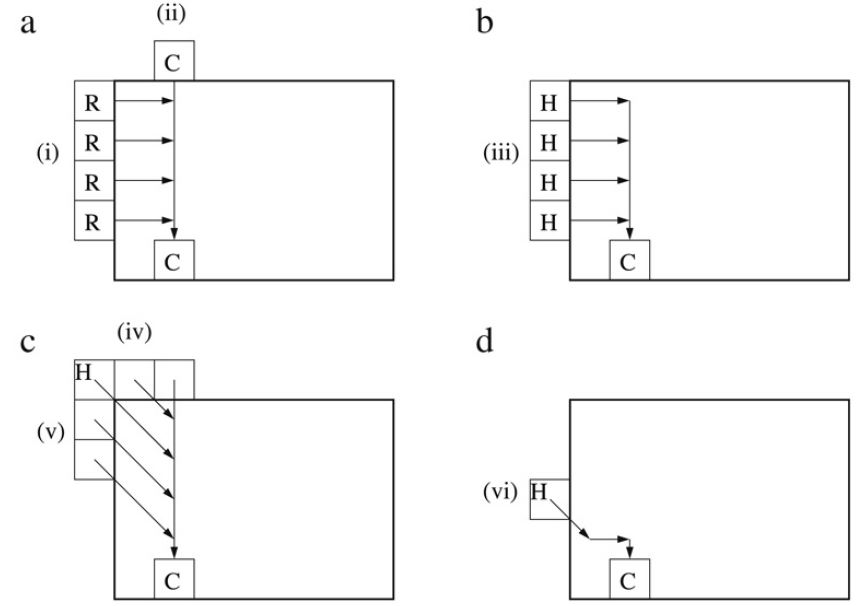 a (ii) b
C
R H
R H
(i) (iii)
R H
R H
C C
c (iv) d
H
(v)
(vi) H
C C